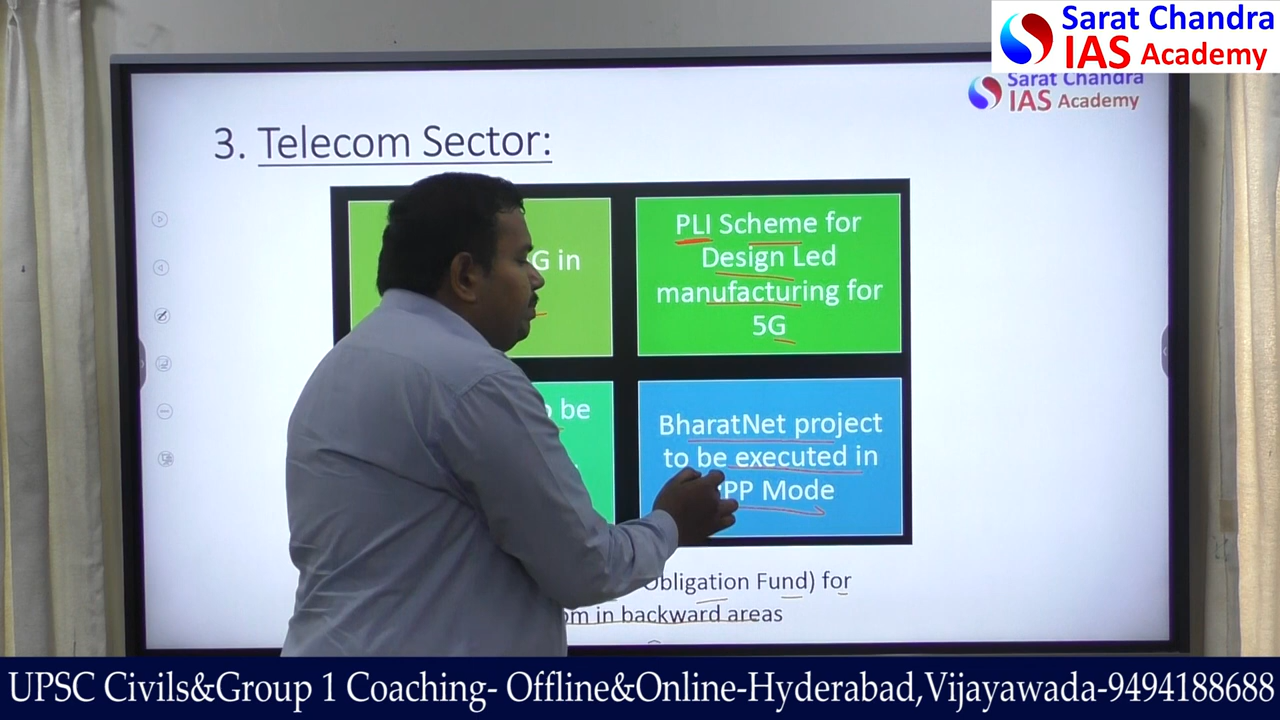 Sarat Chandra
IAS Academy
Sarat Chandra
IAS Academy
3. Telecom Sector:
G in
PLI Scheme for
Design Led
manufacturing for
5G
be
BharatNet project
to be executed in
PP Mode
Obligation Fund) for
in backward areas
UPSC Civils&Group 1 Coaching- Offline&Online-Hyderabad,Vijayawada-9494188688